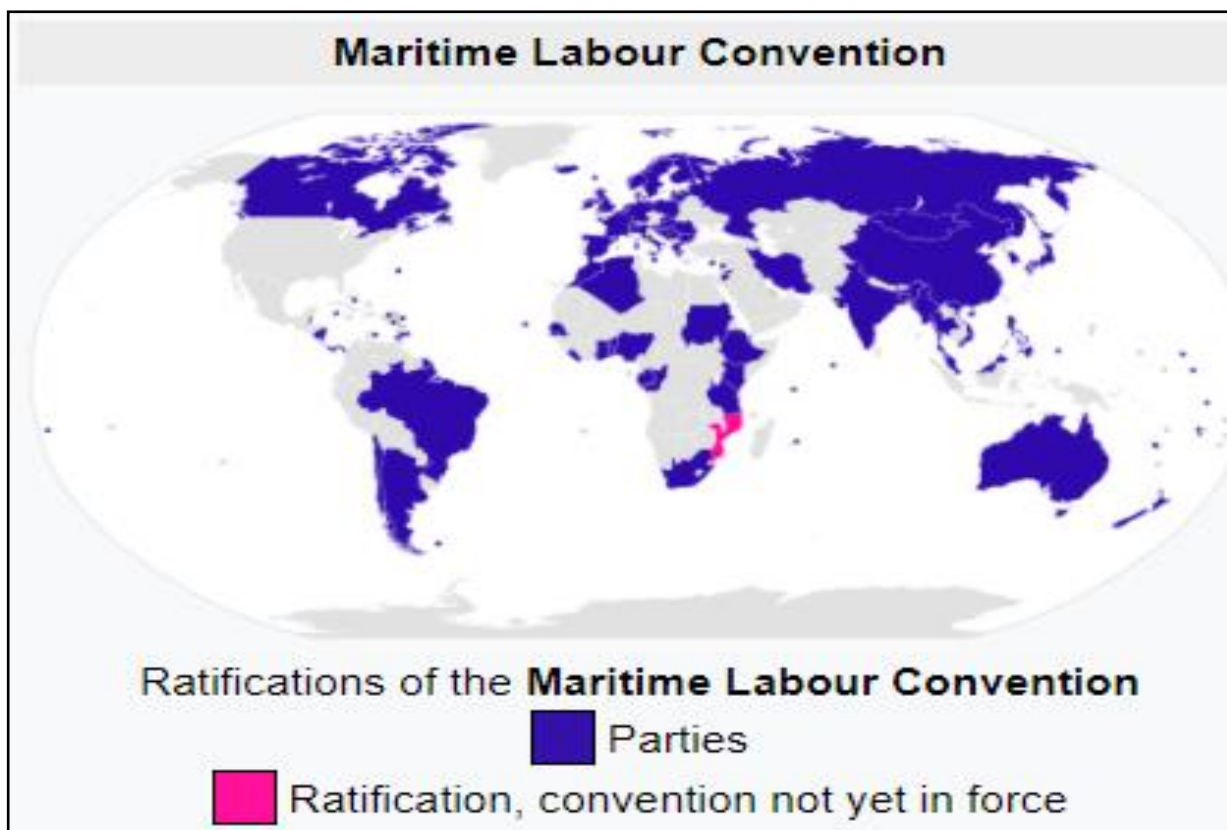 Maritime Labour Convention
Ratifications of the Maritime Labour Convention
Parties
Ratification, convention not yet in force